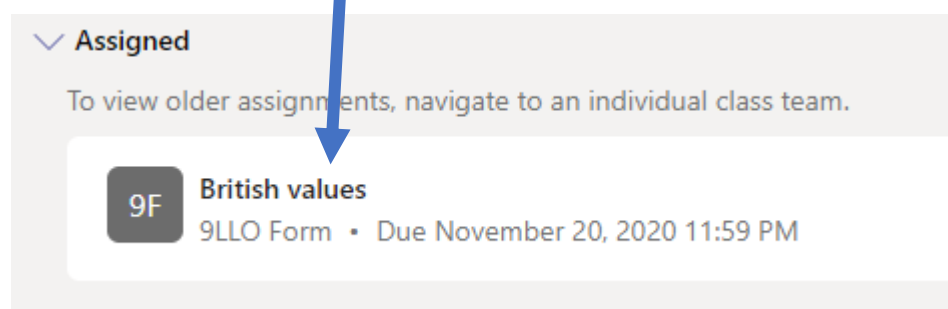 Assigned
To view older assignments, navigate to an individual class team.
9F
British values
9LLO Form • Due November 20, 2020 11:59 PM